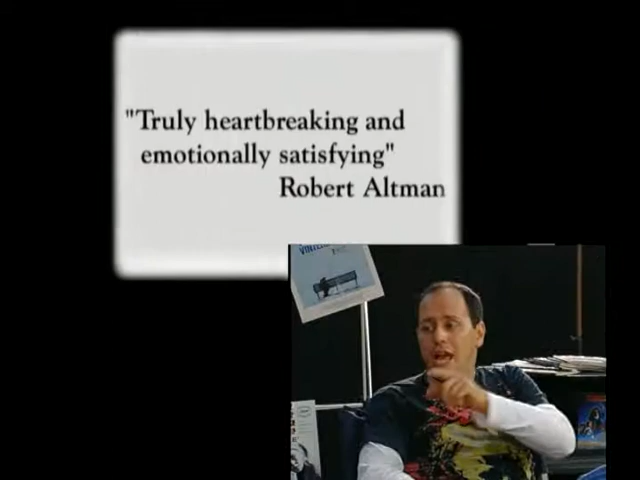 "Truly heartbreaking and
emotionally satisfying"
Robert Altman